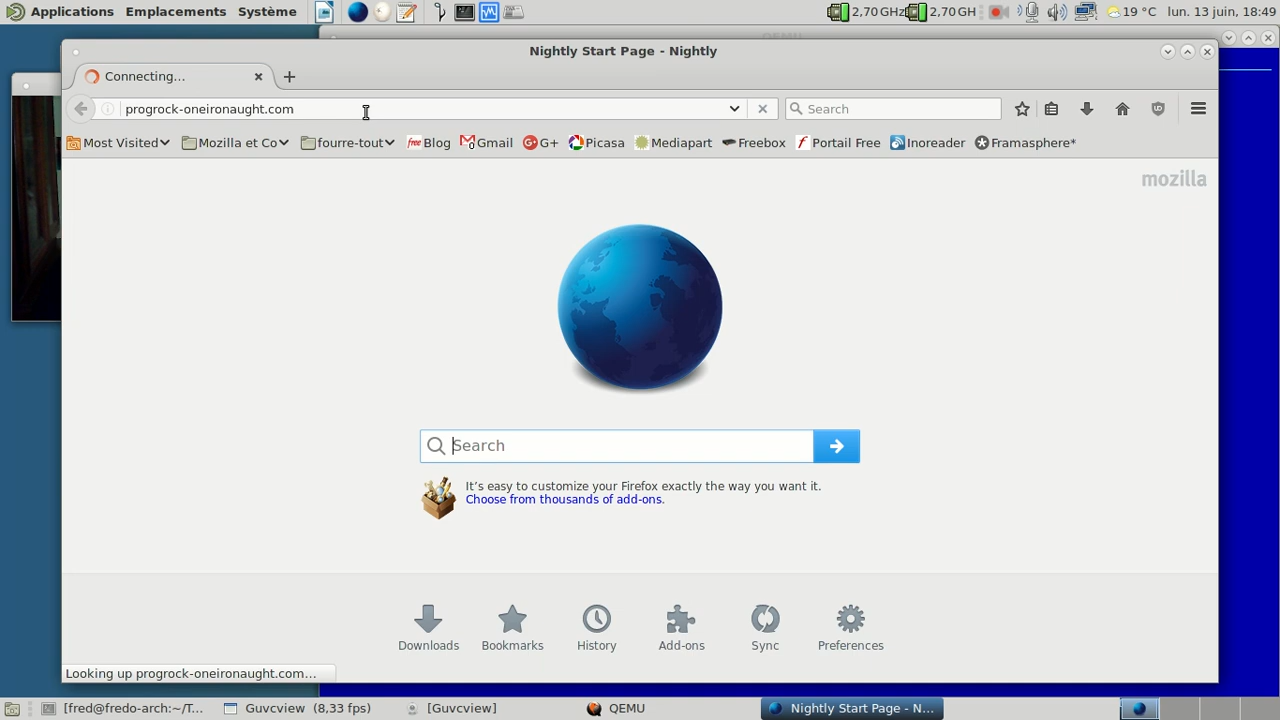 Applications Emplacements Système 2,70 GHz 2,70 GH 19 °C lun. 13 juin, 18:49
Nightly Start Page - Nightly
Connecting...
progrock-oneironaught.com Search
Most Visited Mozilla et Co fourre-tout free Blog Gmail G+ Picasa Mediapart Freebox Portail Free Inoreader Framasphere*
mozilla
Search
It's easy to customize your Firefox exactly the way you want it.
Choose from thousands of add-ons.
Downloads Bookmarks History Add-ons Sync Preferences
Looking up progrock-oneironaught.com...
[fred@fredo-arch:~/T... Guvcview (8,33 fps) [Guvcview] QEMU Nightly Start Page - N...